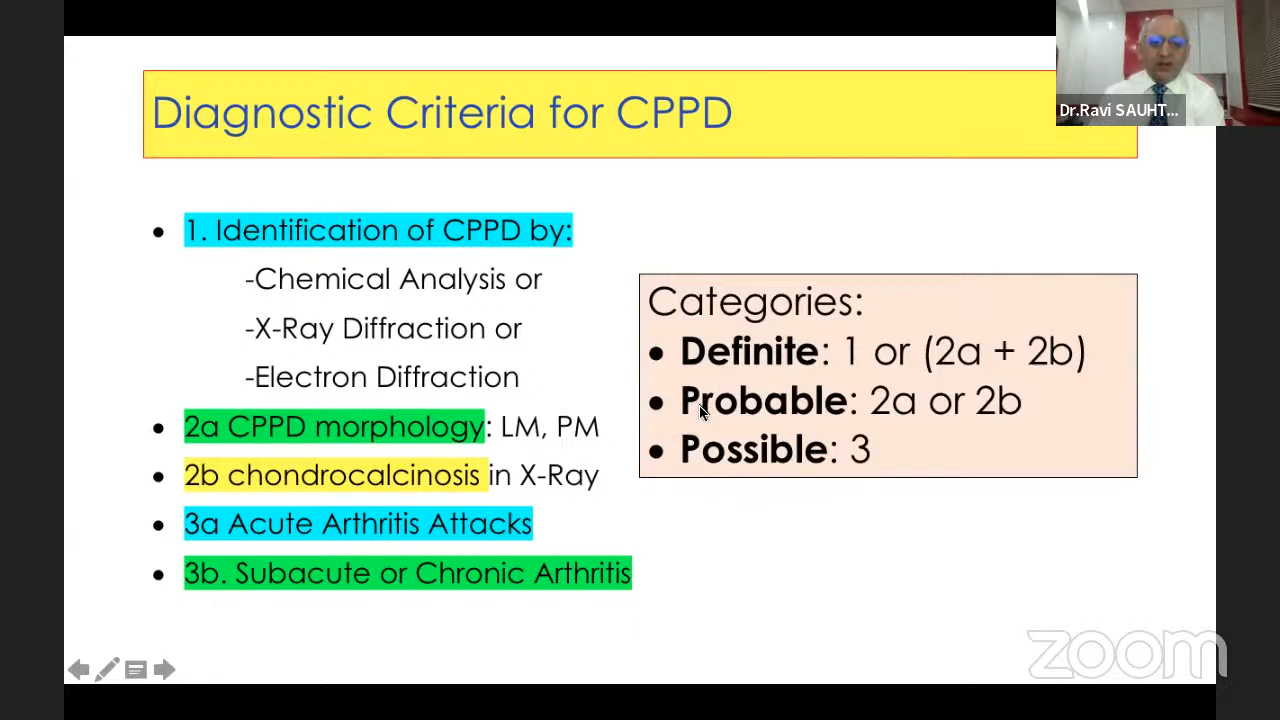 Diagnostic Criteria for CPPD
Dr.Ravi SAUHT...
• 1. Identification of CPPD by:
-Chemical Analysis or
-X-Ray Diffraction or
-Electron Diffraction
• 2a CPPD morphology: LM, PM
• 2b chondrocalcinosis in X-Ray
• 3a Acute Arthritis Attacks
• 3b. Subacute or Chronic Arthritis
Categories:
• Definite: 1 or (2a + 2b)
• Probable: 2a or 2b
• Possible: 3
zoom